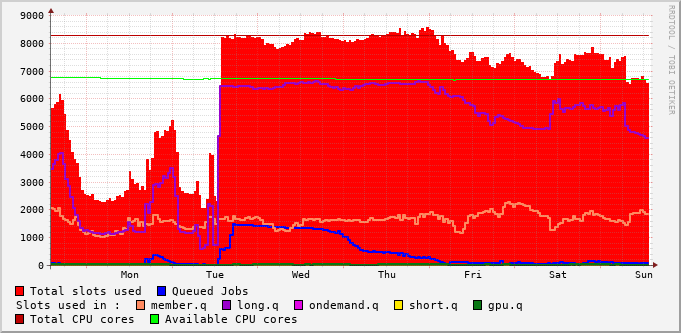 9000
8000
7000
6000
5000
4000
3000
2000
1000
0
Mon Tue Wed Thu Fri Sat Sun
Total slots used Queued Jobs
Slots used in : member.q long.q ondemand.q short.q gpu.q
Total CPU cores Available CPU cores
RRDTOOL / TOBI OETIKER